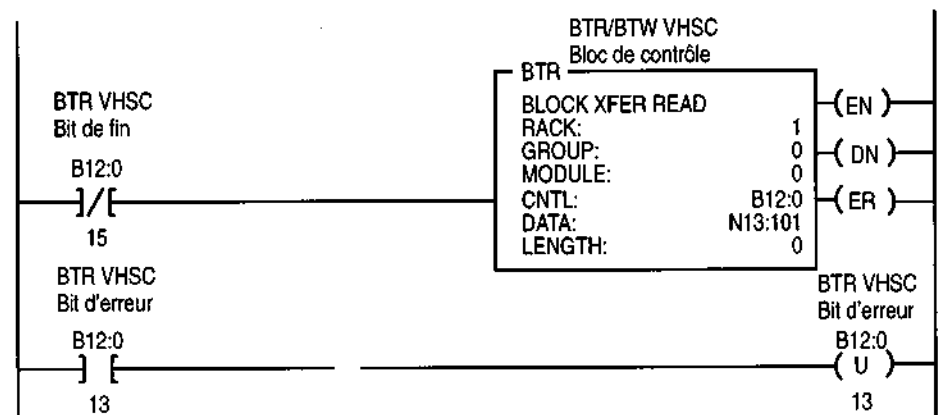 BTR/BTW VHSC
Bloc de contrôle
BTR
BTR VHSC
Bit de fin
B12:0
15
BLOCK XFER READ
RACK: 1
GROUP: 0
MODULE: 0
CNTL: B12:0
DATA: N13:101
LENGTH: 0
EN
DN
ER
BTR VHSC
Bit d'erreur
B12:0
13
BTR VHSC
Bit d'erreur
B12:0
U
13